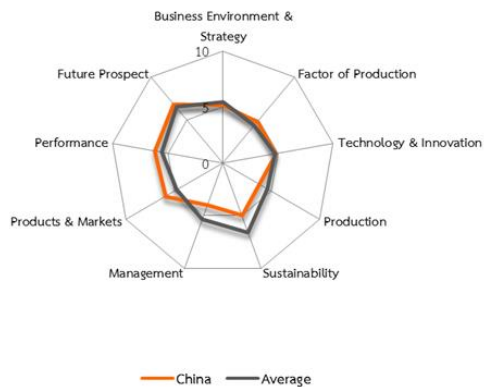 Business Environment &
Strategy
10
5
0
Factor of Production
Technology & Innovation
Production
Sustainability
Management
Products & Markets
Performance
Future Prospect
China
Average